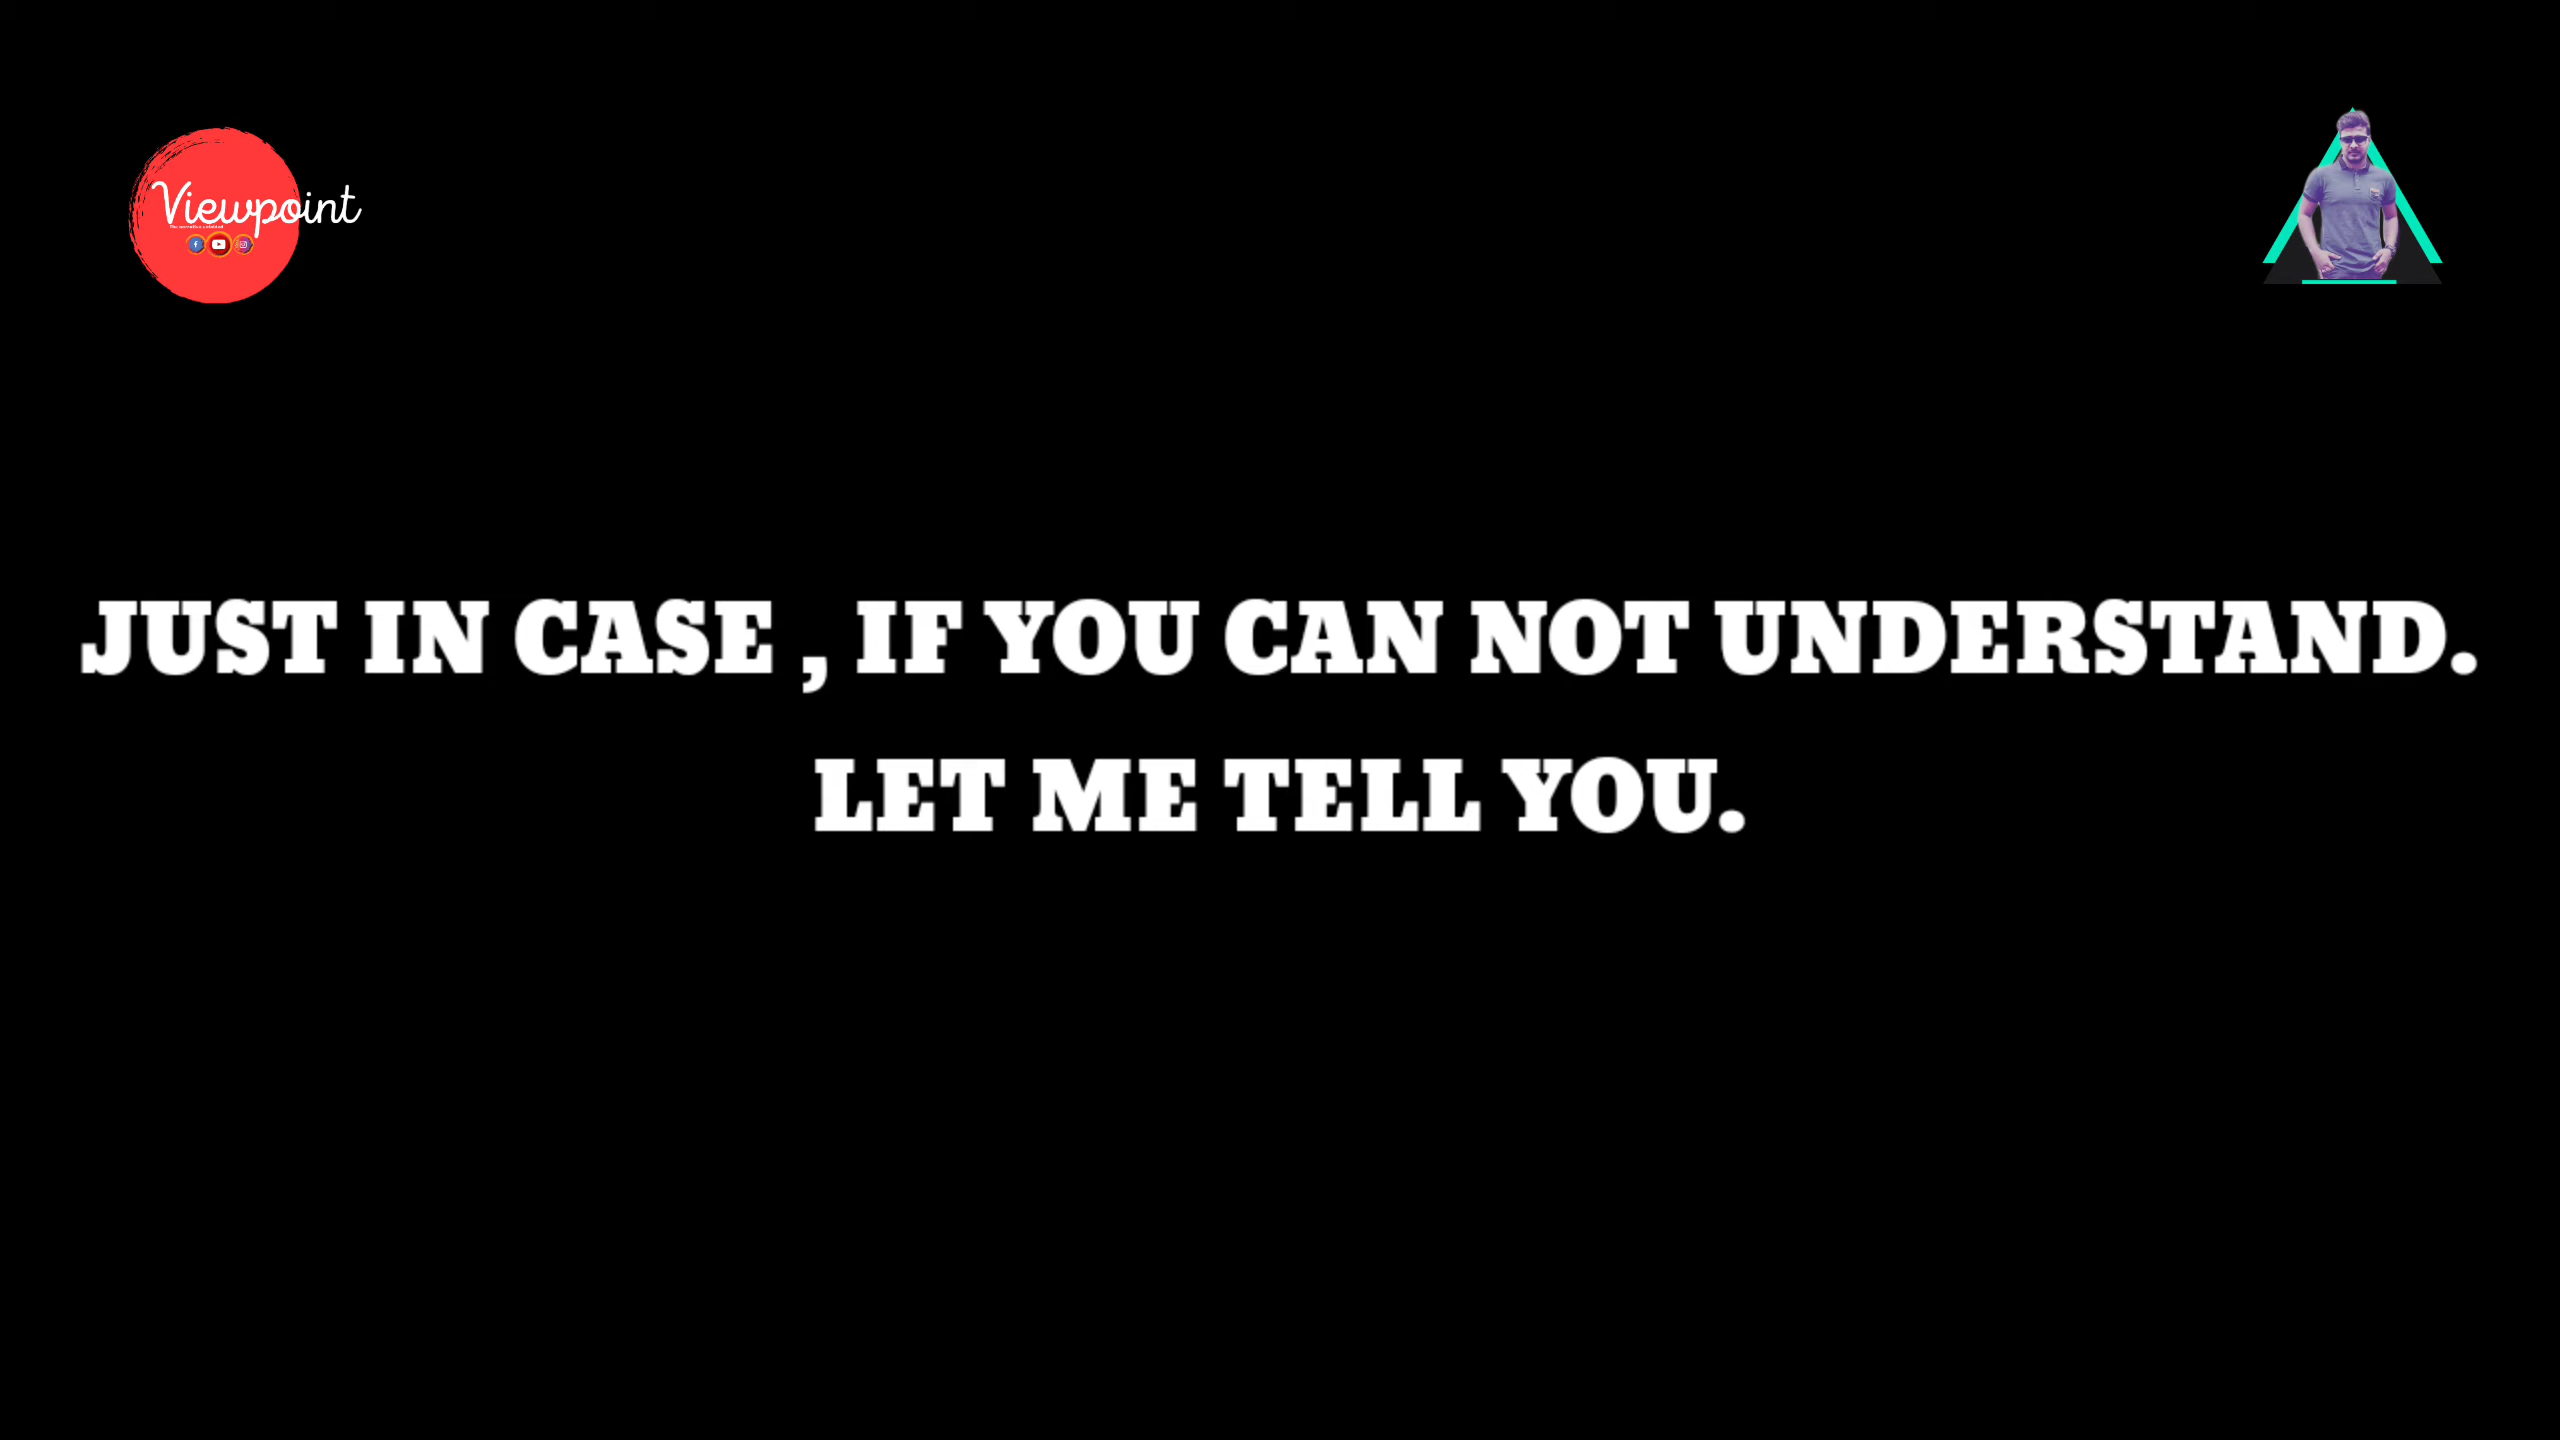 Viewpoint
JUST IN CASE , IF YOU CAN NOT UNDERSTAND.
LET ME TELL YOU.